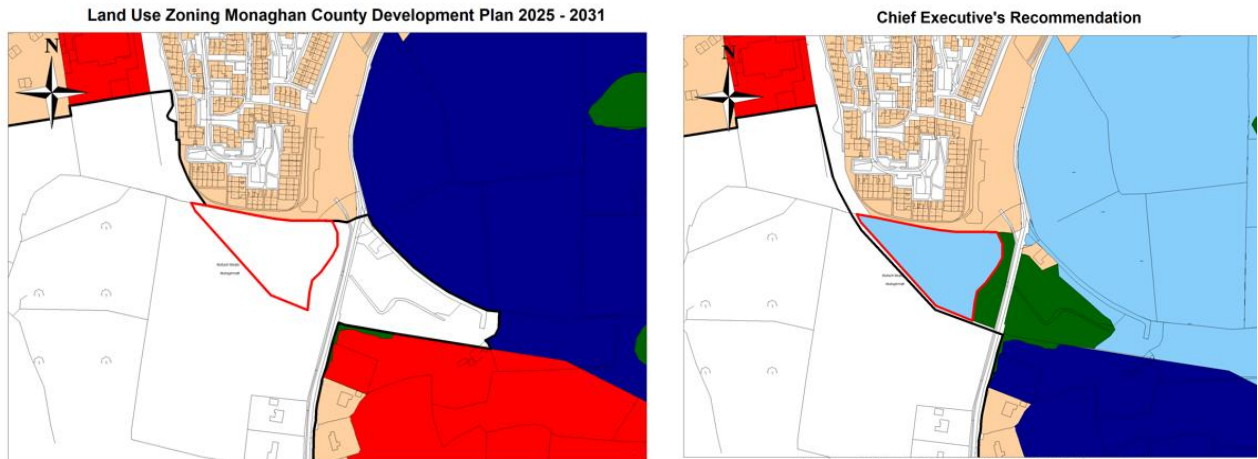 Land Use Zoning Monaghan County Development Plan 2025 - 2031
Chief Executive's Recommendation
N
N